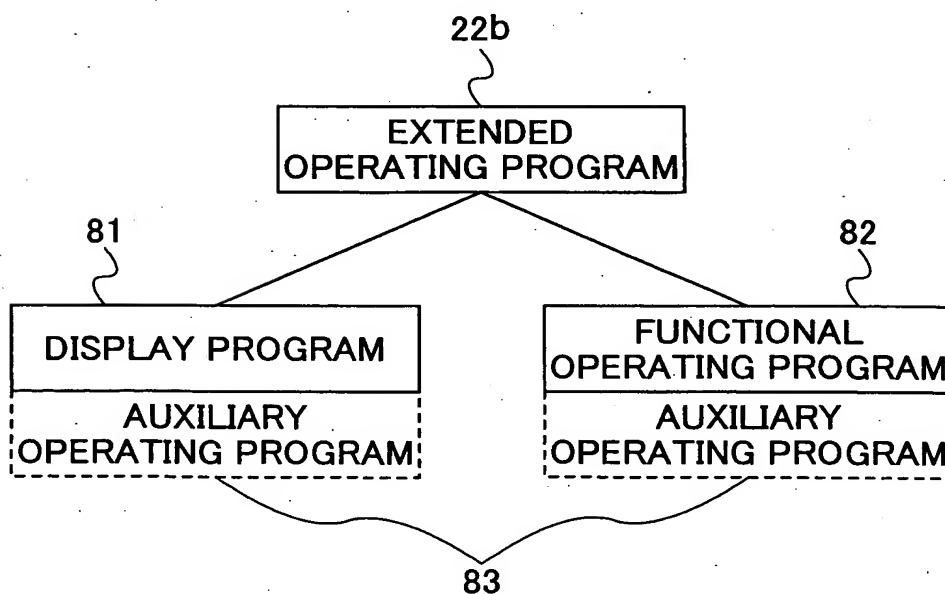 22b
EXTENDED
OPERATING PROGRAM
81
82
DISPLAY PROGRAM
FUNCTIONAL
OPERATING PROGRAM
AUXILIARY
OPERATING PROGRAM
AUXILIARY
OPERATING PROGRAM
83